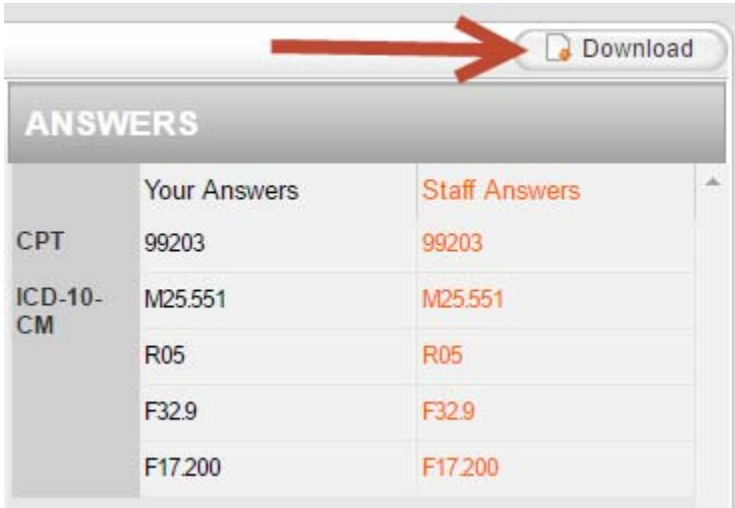 Download
ANSWERS
Your Answers Staff Answers
CPT 99203 99203
ICD-10-
CM M25.551 M25.551
R05 R05
F32.9 F32.9
F17.200 F17.200